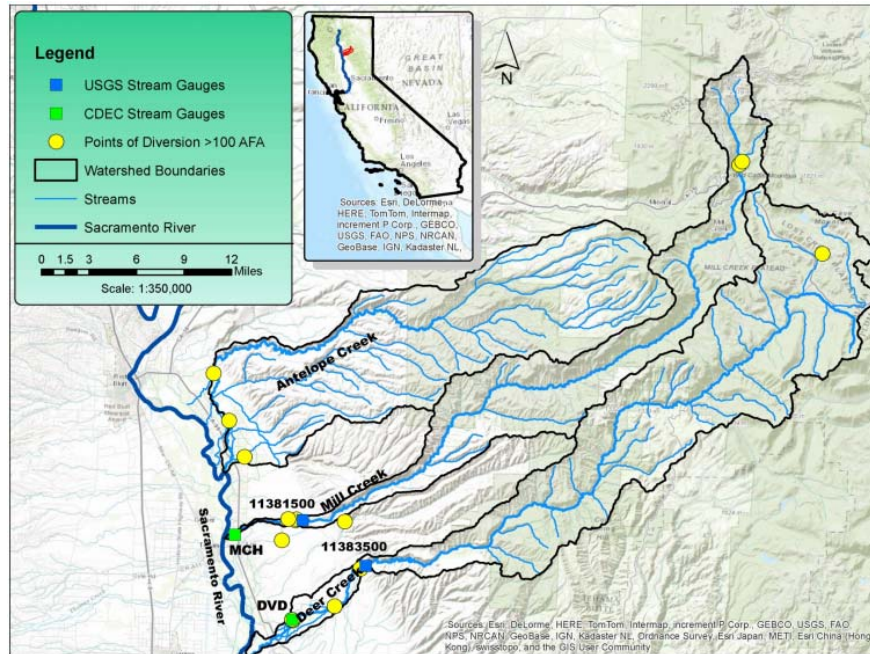 Legend
USGS Stream Gauges
CDEC Stream Gauges
Points of Diversion >100 AFA
Watershed Boundaries
Streams
Sacramento River
0 1.5 3 6 9 12
Miles
Scale: 1:350,000
GREAT
BASIN
NEVADA
Sacramento
CALIFORNIA
Fresno
Las
Vegas
Los
Angeles
Sources: Esri, DeLorme,
HERE, TomTom, Intermap,
increment P Corp., GEBCO,
USGS, FAO, NPS, NRCAN,
GeoBase, IGN, Kadaster NL,
N
MILL CREEK
Antelope Creek
11381500
Mill Creek
MCH
11383500
Sacramento River
DVD
Deer Creek
Sources: Esri, DeLorme, HERE, TomTom, Intermap, increment P Corp., GEBCO, USGS, FAO,
NPS, NRCAN, GeoBase, IGN, Kadaster NL, Ordnance Survey, Esri Japan, METI, Esri China (Hong
Kong), swisstopo, and the GIS User Community